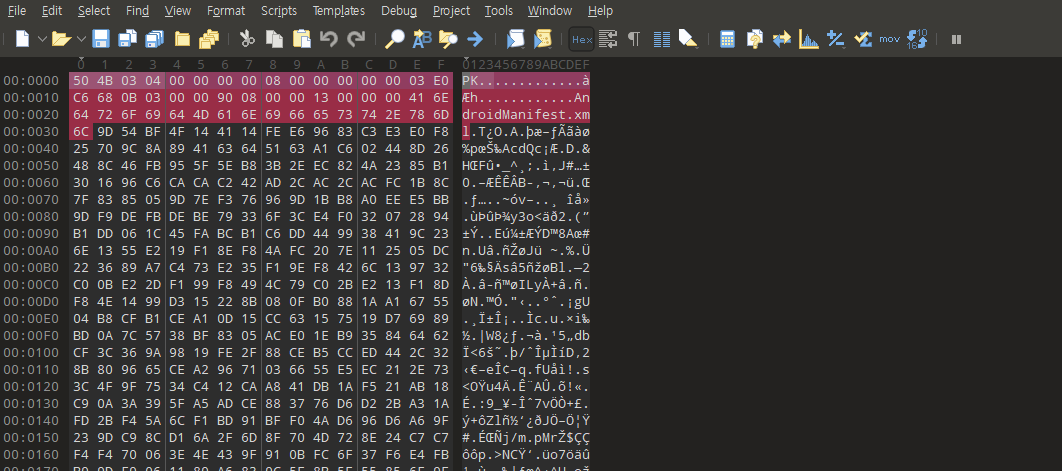 File Edit Select Find View Format Scripts Templates Debug Project Tools Window Help
Hex mov
0 1 2 3 4 5 6 7 8 9 A B C D E F 0123456789ABCDEF
00:0000 50 4B 03 04 00 00 00 00 08 00 00 00 00 00 03 E0 PK............à
00:0010 C6 68 0B 03 00 00 90 08 00 00 13 00 00 00 41 6E Æh............An
00:0020 64 72 6F 69 64 4D 61 6E 69 66 65 73 74 2E 78 6D droidManifest.xm
00:0030 6C 9D 54 BF 4F 14 41 14 FE E6 96 83 C3 E3 E0 F8 l.T¿O.A.þæ–ƒÃãàø
00:0040 25 70 9C 8A 89 41 63 64 51 63 A1 C6 02 44 8D 26 %pœŠ‰AcdQc¡Æ.D.&
00:0050 48 8C 46 FB 95 5F 5E B8 3B 2E EC 82 4A 23 85 B1 HŒFû•_^¸;.ì‚J#…±
00:0060 30 16 96 C6 CA CA C2 42 AD 2C AC 2C AC FC 1B 8C 0.–ÆÊÊÂB-,¬,¬ü.Œ
00:0070 7F 83 85 05 9D 7E F3 76 96 9D 1B B8 A0 EE E5 BB .ƒ…..~óv–..¸ îå»
00:0080 9D F9 DE FB DE BE 79 33 6F 3C E4 F0 32 07 28 94 .ùÞûÞ¾y3o<äð2.(”
00:0090 B1 DD 06 1C 45 FA BC B1 C6 DD 44 99 38 41 9C 23 ±Ý..Eú¼±ÆÝD™8Aœ#
00:00A0 6E 13 55 E2 19 F1 8E F8 4A FC 20 7E 11 25 05 DC n.Uâ.ñŽøJü ~.%.Ü
00:00B0 22 36 89 A7 C4 73 E2 35 F1 9E F8 42 6C 13 97 32 "6‰§Äsâ5ñžøBl.—2
00:00C0 C0 0B E2 2D F1 99 F8 49 4C 79 C0 2B E2 13 F1 8D À.â-ñ™øILyÀ+â.ñ.
00:00D0 F8 4E 14 99 D3 15 22 8B 08 0F B0 88 1A A1 67 55 øN.™Ó."‹..°ˆ.¡gU
00:00E0 04 B8 CF B1 CE A1 0D 15 CC 63 15 75 19 D7 69 89 .¸Ï±Î¡..Ìc.u.×i‰
00:00F0 BD 0A 7C 57 38 BF 83 05 AC E0 1E B9 35 84 64 62 ½.|W8¿ƒ.¬à.¹5„db
00:0100 CF 3C 36 9A 98 19 FE 2F 88 CE B5 CC ED 44 2C 32 Ï<6š˜.þ/ˆÎµÌíD,2
00:0110 8B 80 96 65 CE A2 96 71 03 66 55 E5 EC 21 2E 73 ‹€–eÎ¢–q.fUåì!.s
00:0120 3C 4F 9F 75 34 C4 12 CA A8 41 DB 1A F5 21 AB 18 <OŸu4Ä.Ê¨AÛ.õ!«.
00:0130 C9 0A 3A 39 5F A5 AD CE 88 37 76 D6 D2 2B A3 1A É.:9_¥-Îˆ7vÖÒ+£.
00:0140 FD 2B F4 5A 6C F1 BD 91 BF F0 4A D6 96 D6 A6 9F ý+ôZlñ½‘¿ðJÖ–Ö¦Ÿ
00:0150 23 9D C9 8C D1 6A 2F 6D 8F 70 4D 72 8E 24 C7 C7 #.ÉŒÑj/m.pMrŽ$ÇÇ
00:0160 F4 F4 70 06 3E 4E 43 9F 91 0B FC 6F 37 F6 E4 FB ôôp.>NCŸ‘.üo7öäû